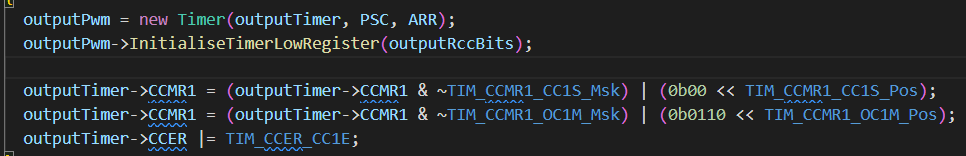 outputPwm = new Timer(outputTimer, PSC, ARR);
outputPwm->InitialiseTimerLowRegister(outputRccBits);
outputTimer->CCMR1 = (outputTimer->CCMR1 & ~TIM_CCMR1_CC1S_Msk) | (0b00 << TIM_CCMR1_CC1S_Pos);
outputTimer->CCMR1 = (outputTimer->CCMR1 & ~TIM_CCMR1_OC1M_Msk) | (0b0110 << TIM_CCMR1_OC1M_Pos);
outputTimer->CCER |= TIM_CCER_CC1E;